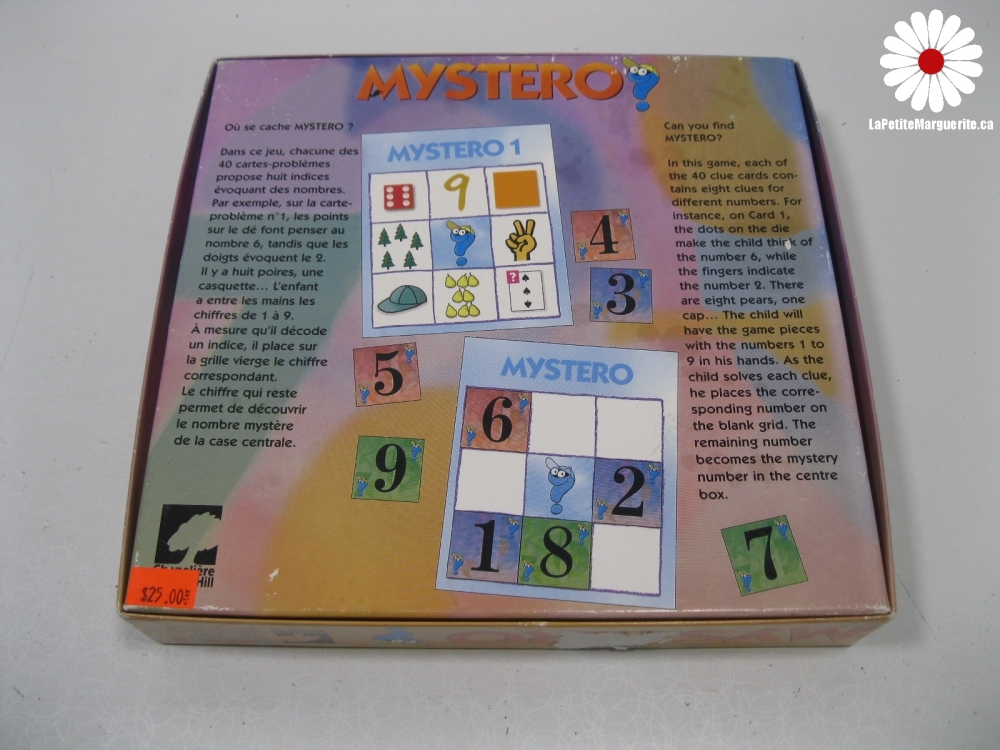 LaPetiteMarguerite.ca
MYSTERO?
Où se cache MYSTERO ?
Dans ce jeu, chacune des
40 cartes-problèmes
propose huit indices
évoquant des nombres.
Par exemple, sur la carte-
problème n°1, les points
sur le dé font penser au
nombre 6, tandis que les
doigts évoquent le 2.
Il y a huit poires, une
casquette... L'enfant
a entre les mains les
chiffres de 1 à 9.
À mesure qu'il décode
un indice, il place sur
la grille vierge le chiffre
correspondant.
Le chiffre qui reste
permet de découvrir
le nombre mystère
de la case centrale.
MYSTERO 1
9
?
4
3
5
9
MYSTERO
6
2
1 8
7
Can you find
MYSTERO?
In this game, each of
the 40 clue cards con-
tains eight clues for
different numbers. For
instance, on Card 1,
the dots on the die
make the child think of
the number 6, while
the fingers indicate
the number 2. There
are eight pears, one
cap... The child will
have the game pieces
with the numbers 1 to
9 in his hands. As the
child solves each clue,
he places the corre-
sponding number on
the blank grid. The
remaining number
becomes the mystery
number in the centre
box.
Hill
$25.00